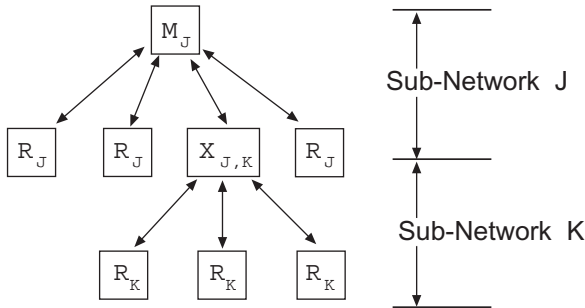 M_J
Sub-Network J
R_J R_J X_J,K R_J
Sub-Network K
R_K R_K R_K